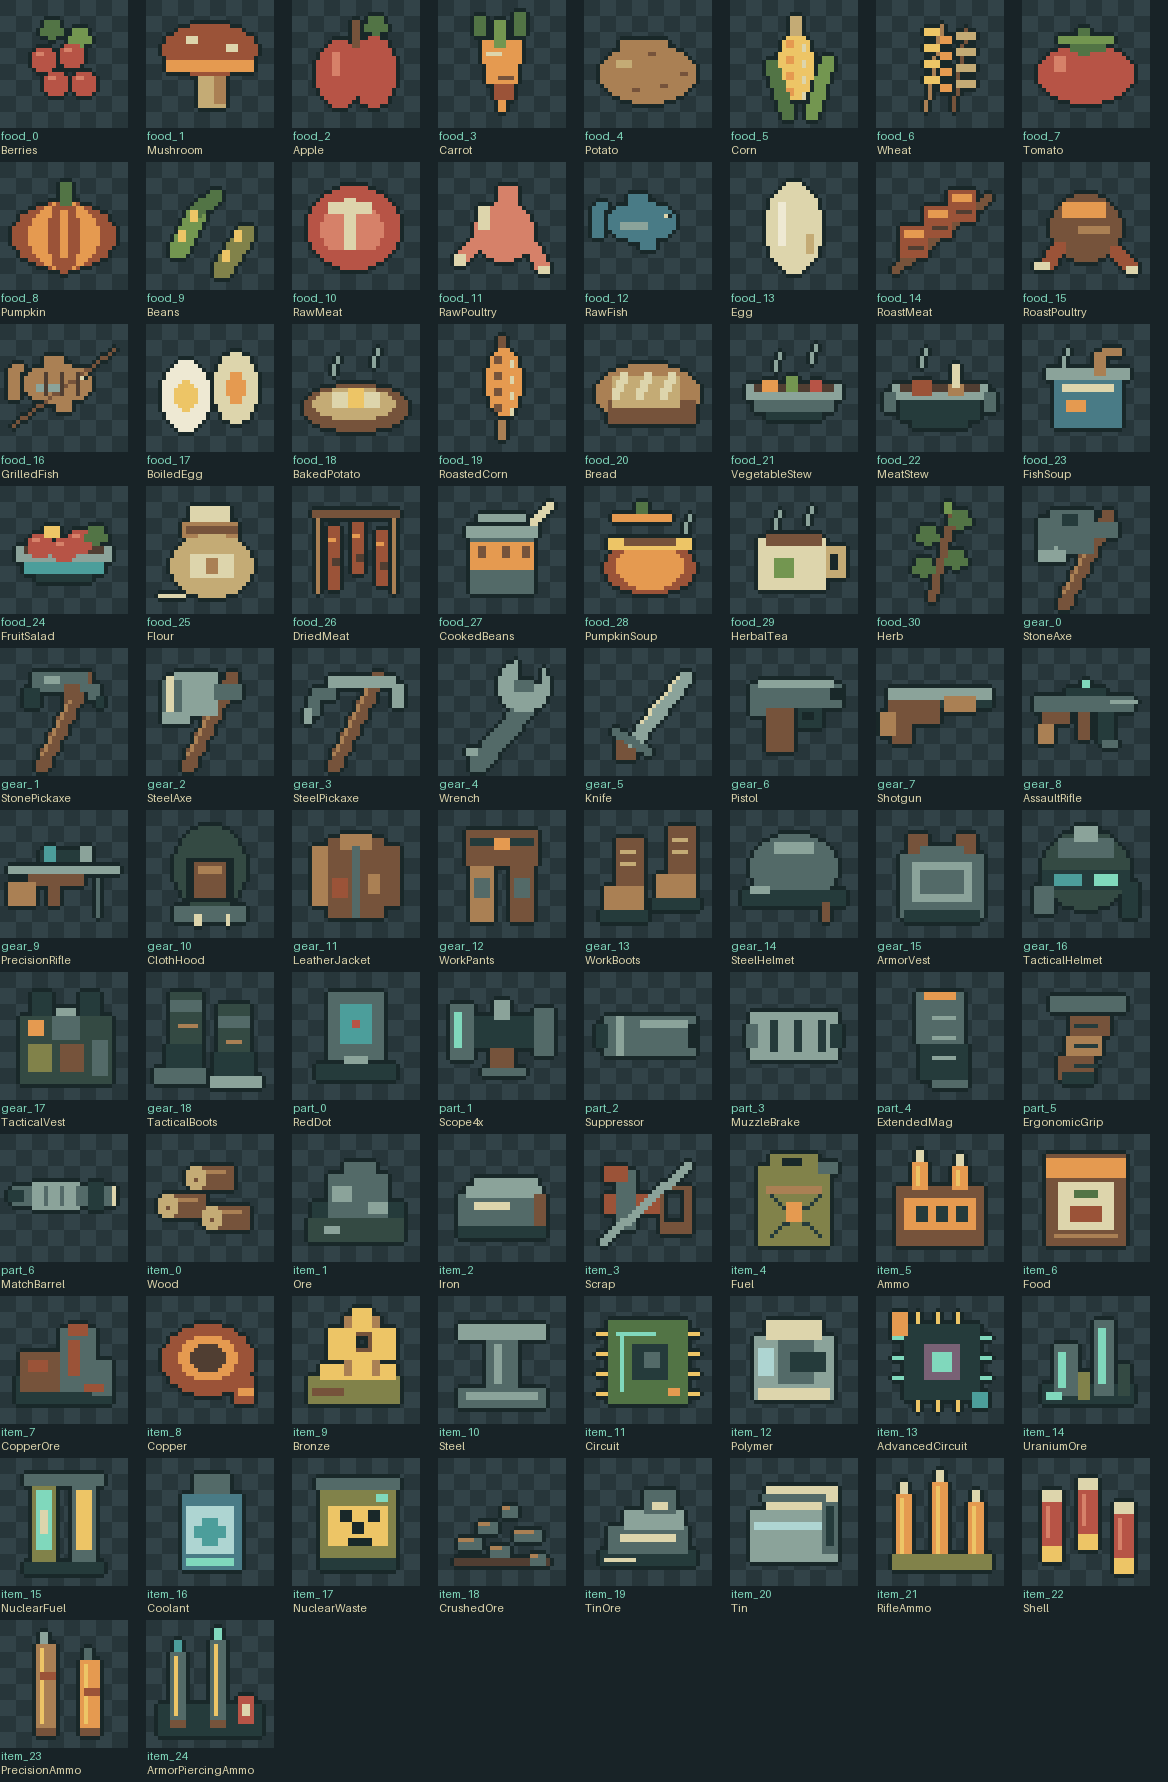 food_0 food_1 food_2 food_3 food_4 food_5 food_6 food_7
Berries Mushroom Apple Carrot Potato Corn Wheat Tomato
food_8 food_9 food_10 food_11 food_12 food_13 food_14 food_15
Pumpkin Beans RawMeat RawPoultry RawFish Egg RoastMeat RoastPoultry
food_16 food_17 food_18 food_19 food_20 food_21 food_22 food_23
GrilledFish BoiledEgg BakedPotato RoastedCorn Bread VegetableStew MeatStew FishSoup
food_24 food_25 food_26 food_27 food_28 food_29 food_30 gear_0
FruitSalad Flour DriedMeat CookedBeans PumpkinSoup HerbalTea Herb StoneAxe
gear_1 gear_2 gear_3 gear_4 gear_5 gear_6 gear_7 gear_8
StonePickaxe SteelAxe SteelPickaxe Wrench Knife Pistol Shotgun AssaultRifle
gear_9 gear_10 gear_11 gear_12 gear_13 gear_14 gear_15 gear_16
PrecisionRifle ClothHood LeatherJacket WorkPants WorkBoots SteelHelmet ArmorVest TacticalHelmet
gear_17 gear_18 part_0 part_1 part_2 part_3 part_4 part_5
TacticalVest TacticalBoots RedDot Scope4x Suppressor MuzzleBrake ExtendedMag ErgonomicGrip
part_6 item_0 item_1 item_2 item_3 item_4 item_5 item_6
MatchBarrel Wood Ore Iron Scrap Fuel Ammo Food
item_7 item_8 item_9 item_10 item_11 item_12 item_13 item_14
CopperOre Copper Bronze Steel Circuit Polymer AdvancedCircuit UraniumOre
item_15 item_16 item_17 item_18 item_19 item_20 item_21 item_22
NuclearFuel Coolant NuclearWaste CrushedOre TinOre Tin RifleAmmo Shell
item_23 item_24
PrecisionAmmo ArmorPiercingAmmo